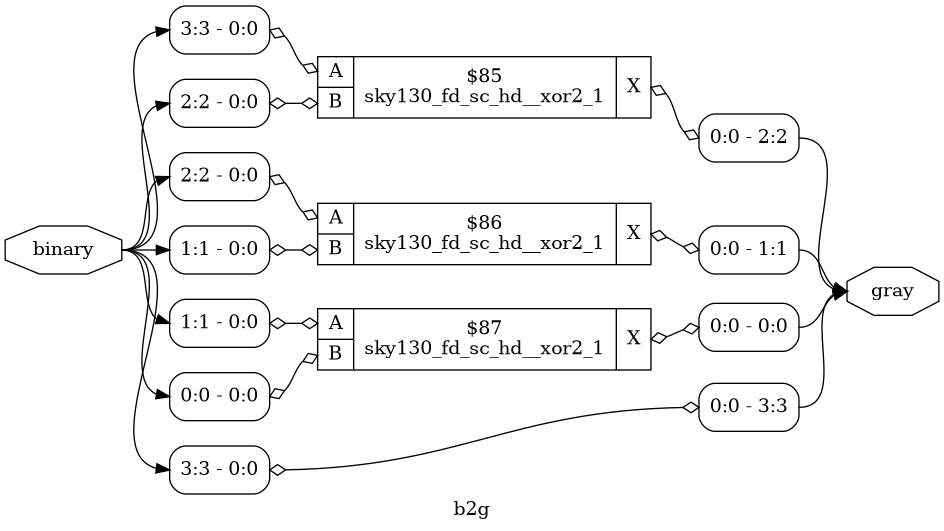 3:3 - 0:0
2:2 - 0:0
A
B
$85
sky130_fd_sc_hd__xor2_1
X
0:0 - 2:2
2:2 - 0:0
1:1 - 0:0
A
B
$86
sky130_fd_sc_hd__xor2_1
X
0:0 - 1:1
binary
gray
1:1 - 0:0
0:0 - 0:0
A
B
$87
sky130_fd_sc_hd__xor2_1
X
0:0 - 0:0
3:3 - 0:0
0:0 - 3:3
b2g